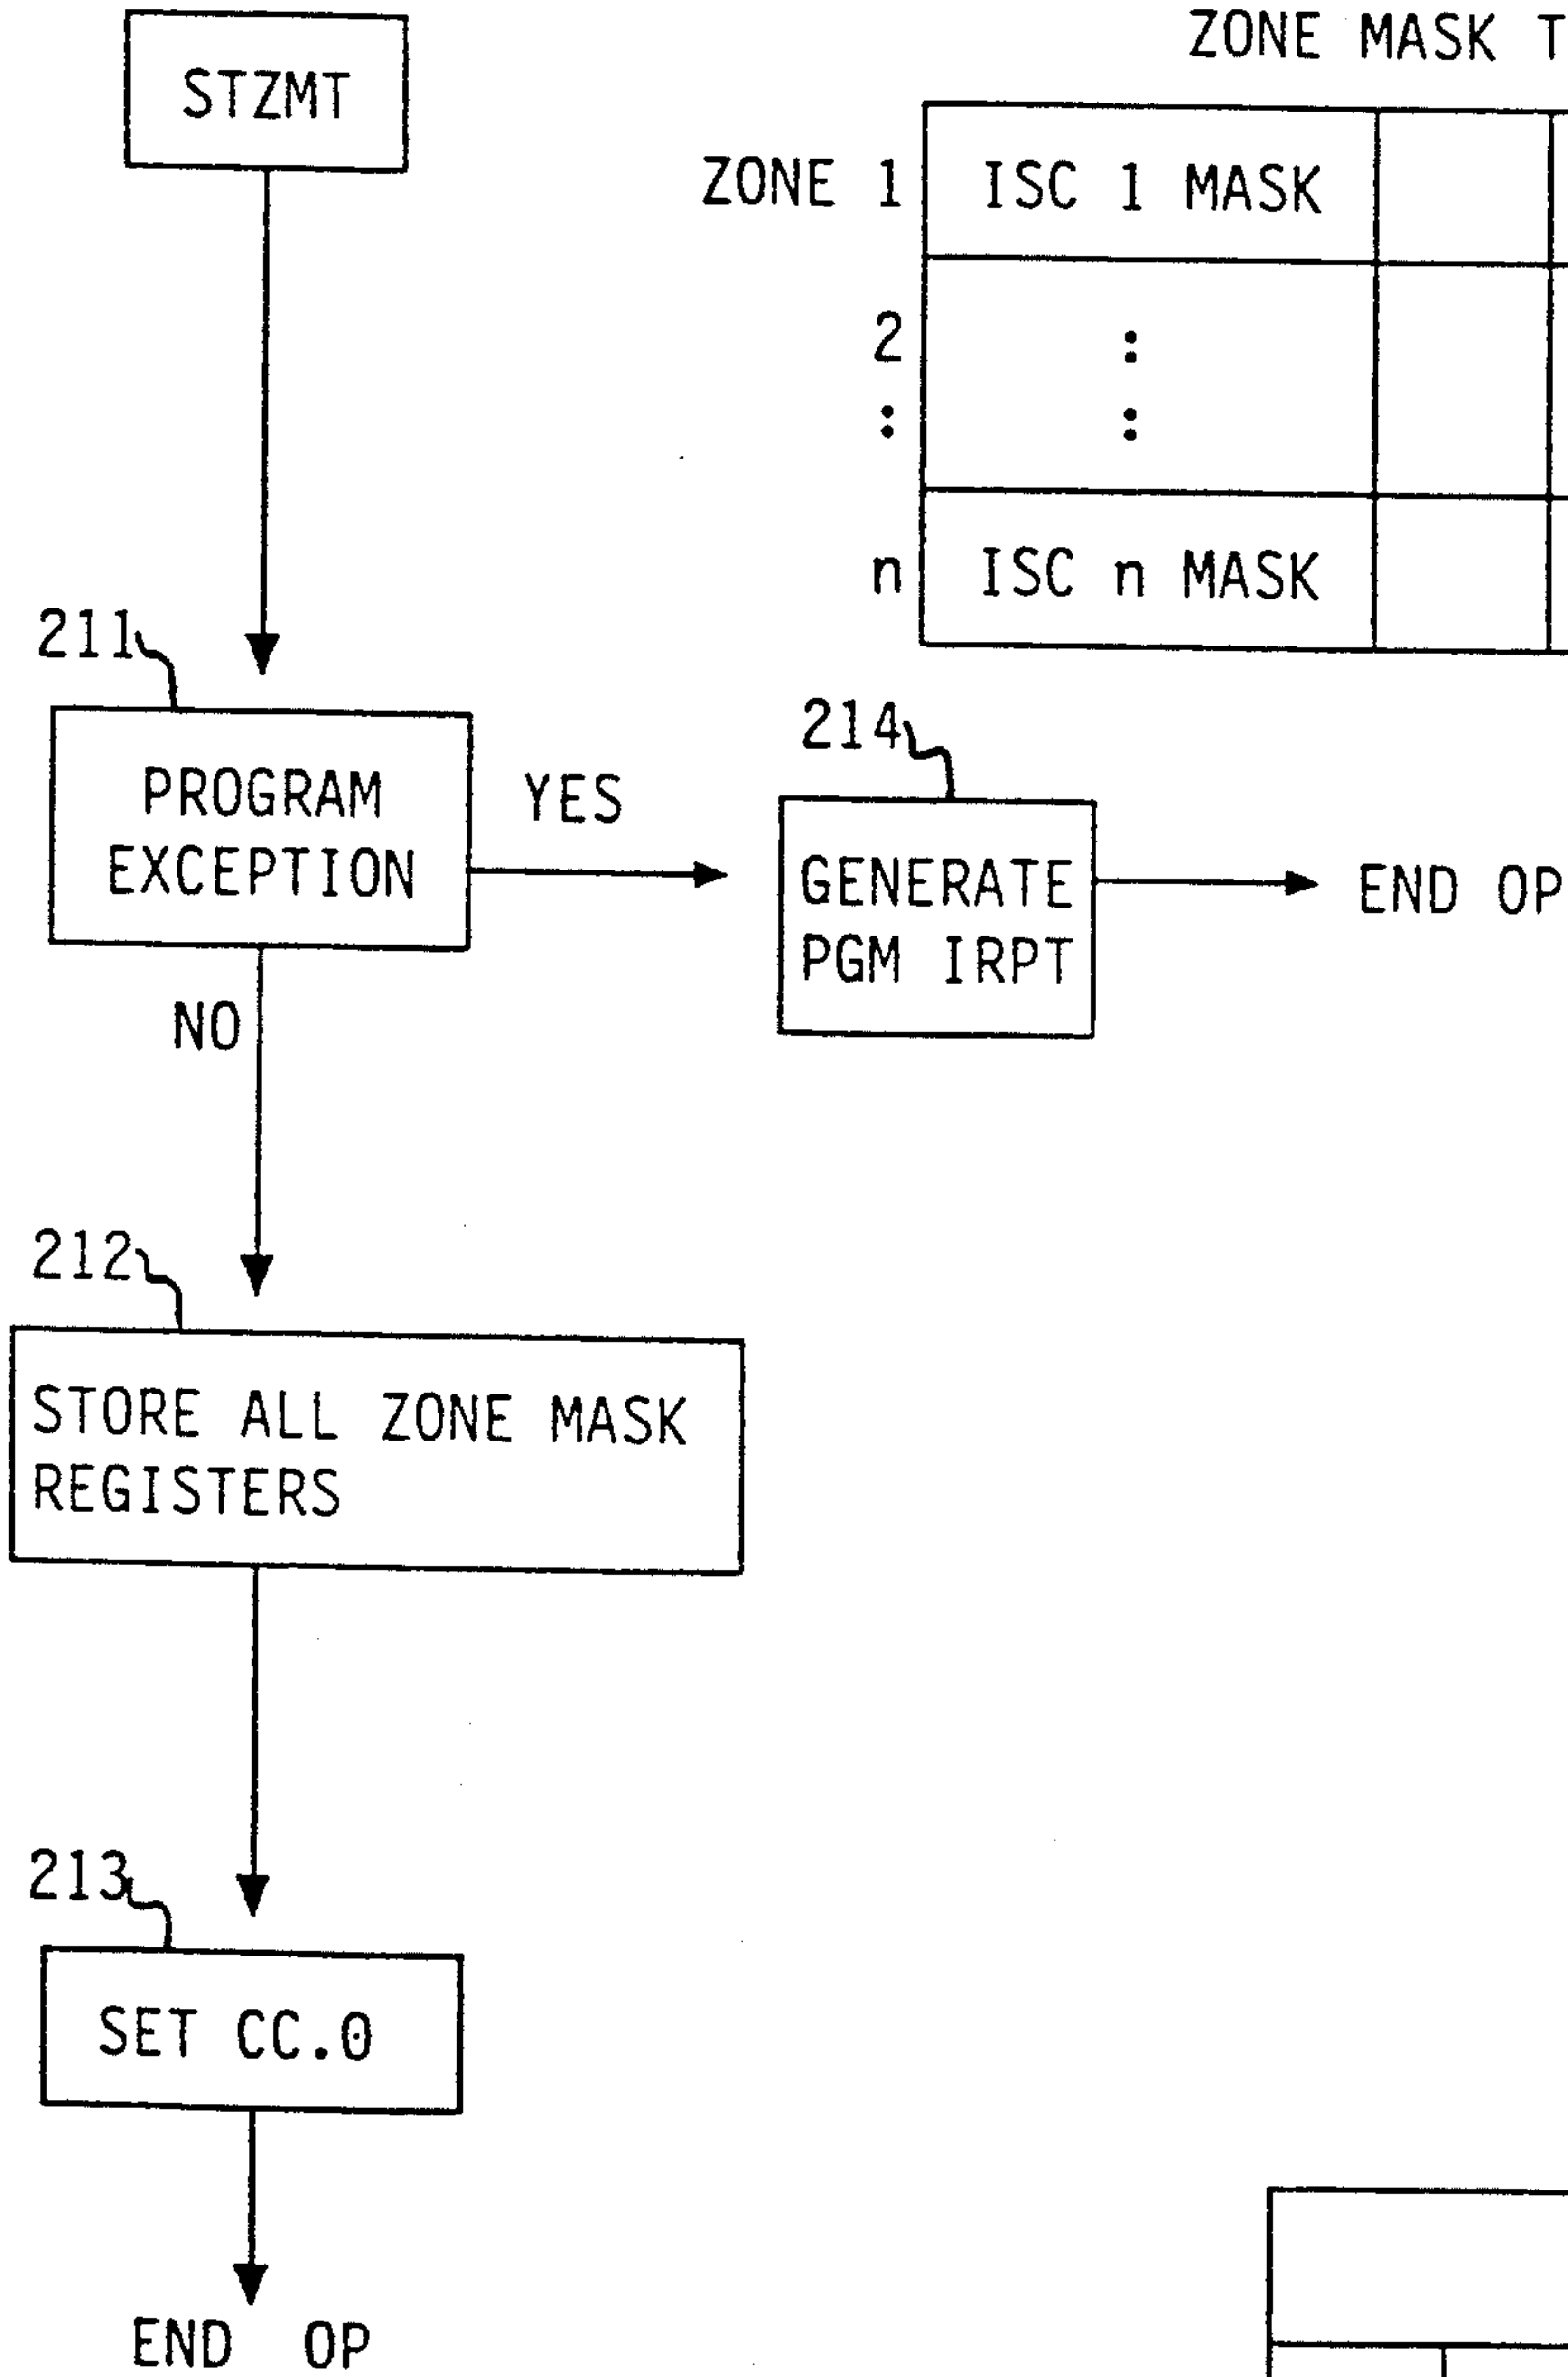 STZMT
ZONE MASK T
ZONE 1 ISC 1 MASK
2 :
: :
n ISC n MASK
211
PROGRAM
EXCEPTION
YES
214
GENERATE
PGM IRPT
END OP
NO
212
STORE ALL ZONE MASK
REGISTERS
213
SET CC.0
END OP